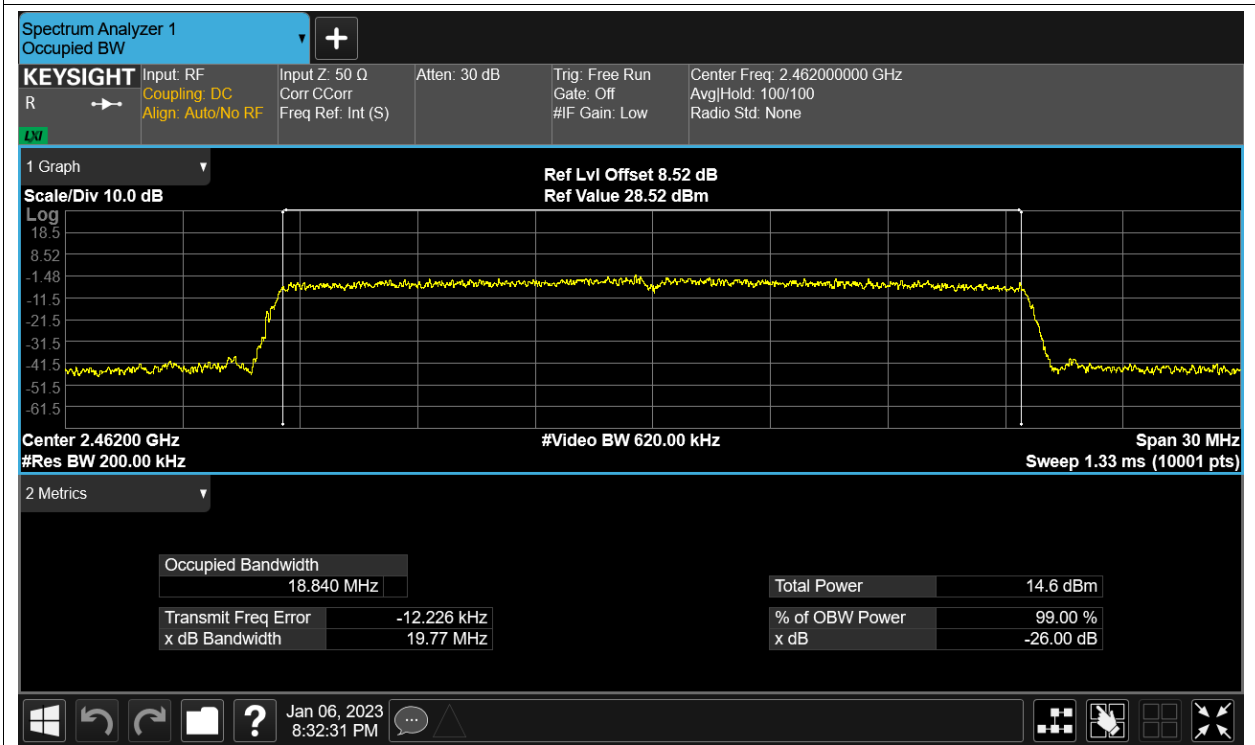 Spectrum Analyzer 1
Occupied BW
KEYSIGHT
R
LXI
Input: RF
Coupling: DC
Align: Auto/No RF
Input Z: 50 Ω
Corr CCorr
Freq Ref: Int (S)
Atten: 30 dB
Trig: Free Run
Gate: Off
#IF Gain: Low
Center Freq: 2.462000000 GHz
Avg|Hold: 100/100
Radio Std: None
1 Graph
Ref Lvl Offset 8.52 dB
Scale/Div 10.0 dB
Ref Value 28.52 dBm
Log
18.5
8.52
-1.48
-11.5
-21.5
-31.5
-41.5
-51.5
-61.5
Center 2.46200 GHz
#Video BW 620.00 kHz
Span 30 MHz
#Res BW 200.00 kHz
Sweep 1.33 ms (10001 pts)
2 Metrics
Occupied Bandwidth
18.840 MHz
Total Power 14.6 dBm
Transmit Freq Error -12.226 kHz
% of OBW Power 99.00 %
x dB Bandwidth 19.77 MHz
x dB -26.00 dB
?
Jan 06, 2023
8:32:31 PM